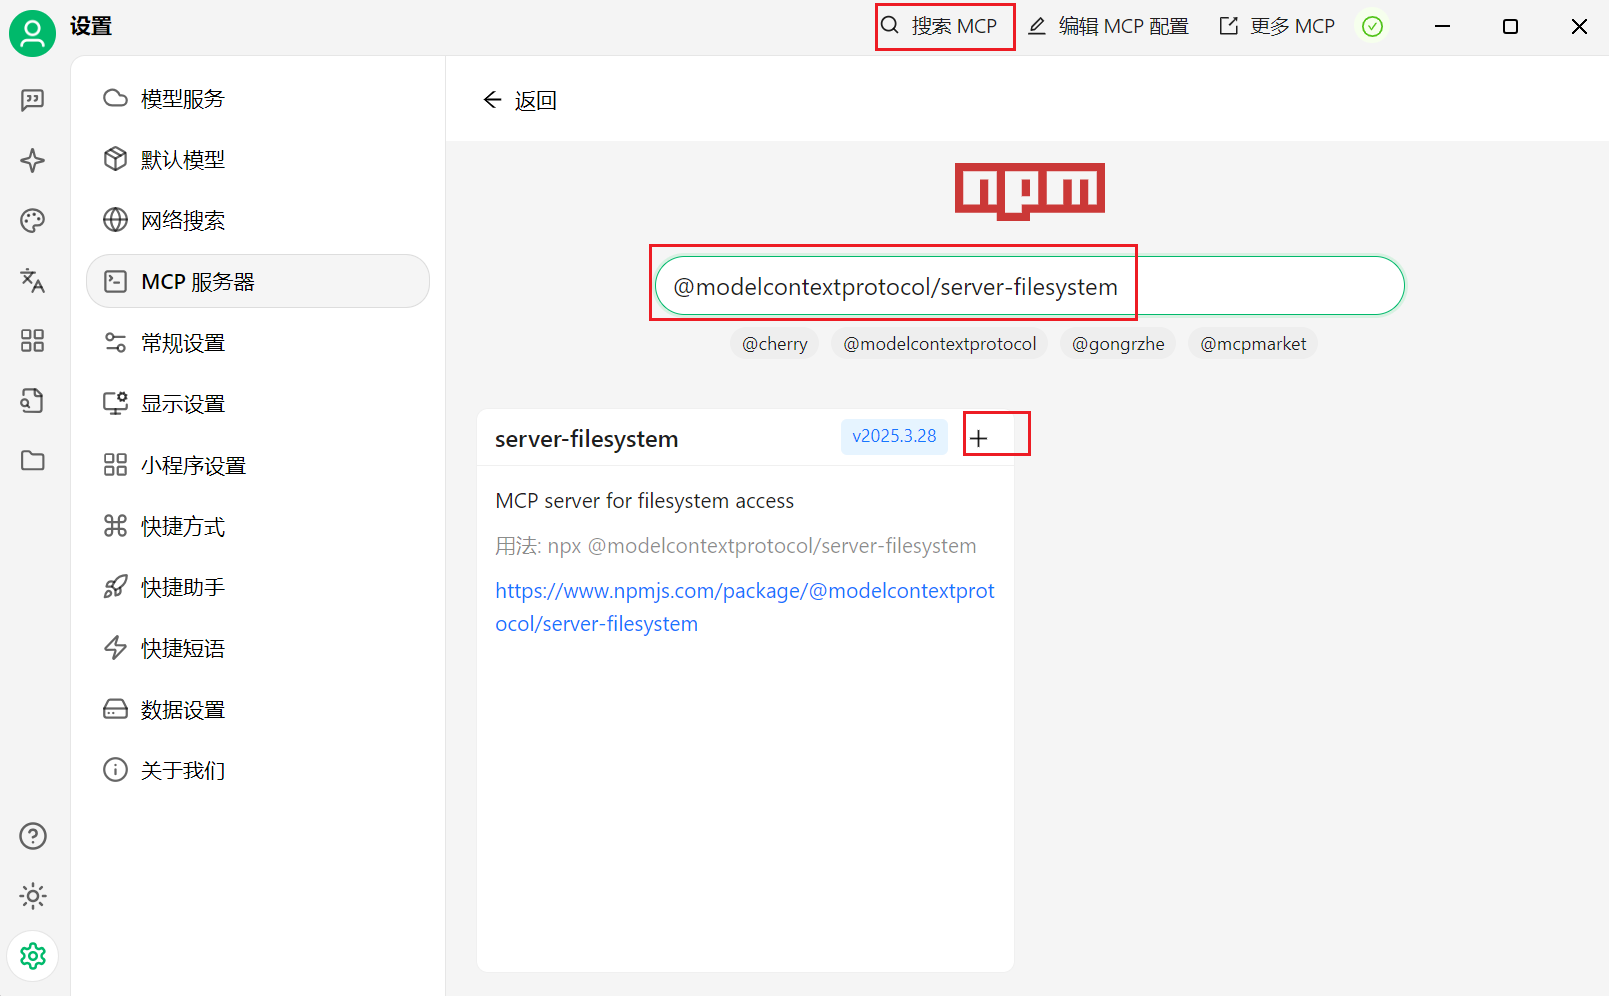 设置
搜索 MCP
编辑 MCP 配置
更多 MCP
模型服务
默认模型
网络搜索
MCP 服务器
常规设置
显示设置
小程序设置
快捷方式
快捷助手
快捷短语
数据设置
关于我们
返回
npm
@modelcontextprotocol/server-filesystem
@cherry
@modelcontextprotocol
@gongrzhe
@mcpmarket
server-filesystem
v2025.3.28
MCP server for filesystem access
用法: npx @modelcontextprotocol/server-filesystem
https://www.npmjs.com/package/@modelcontextprot
ocol/server-filesystem